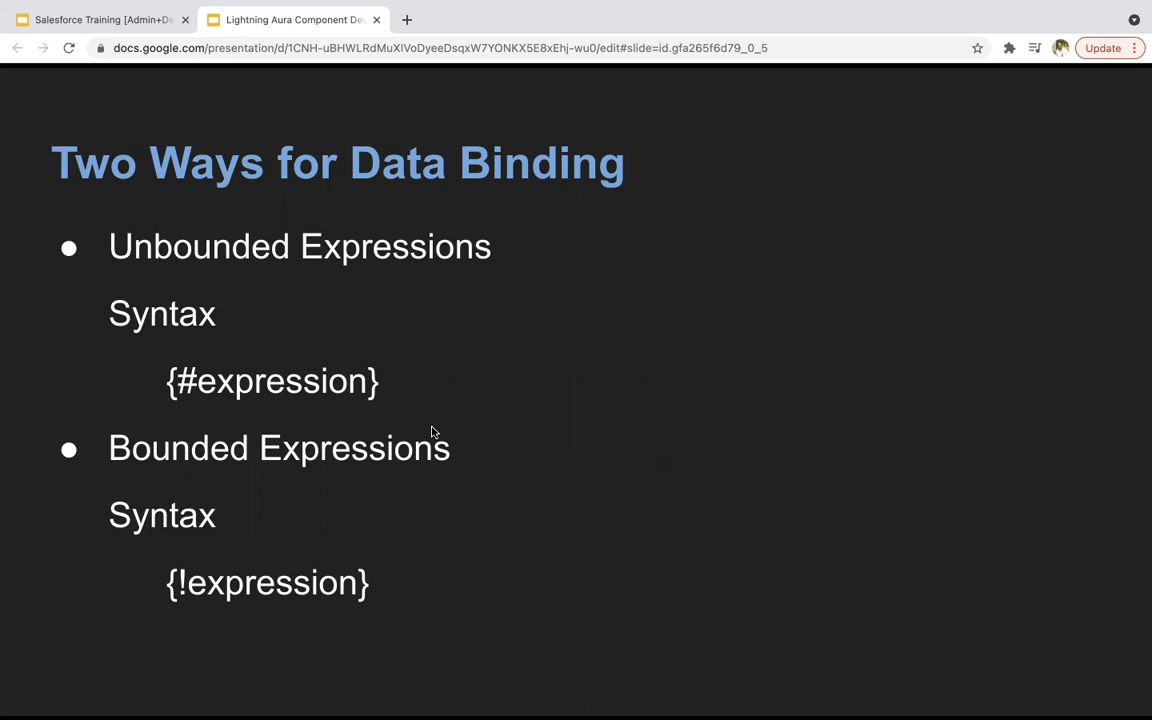 Salesforce Training [Admin+De
Lightning Aura Component De
docs.google.com/presentation/d/1CNH-uBHWLRdMuXlVoDyeeDsqxW7YONKX5E8xEhj-wu0/edit#slide=id.gfa265f6d79_0_5
Update
Two Ways for Data Binding
● Unbounded Expressions
Syntax
{#expression}
● Bounded Expressions
Syntax
{!expression}